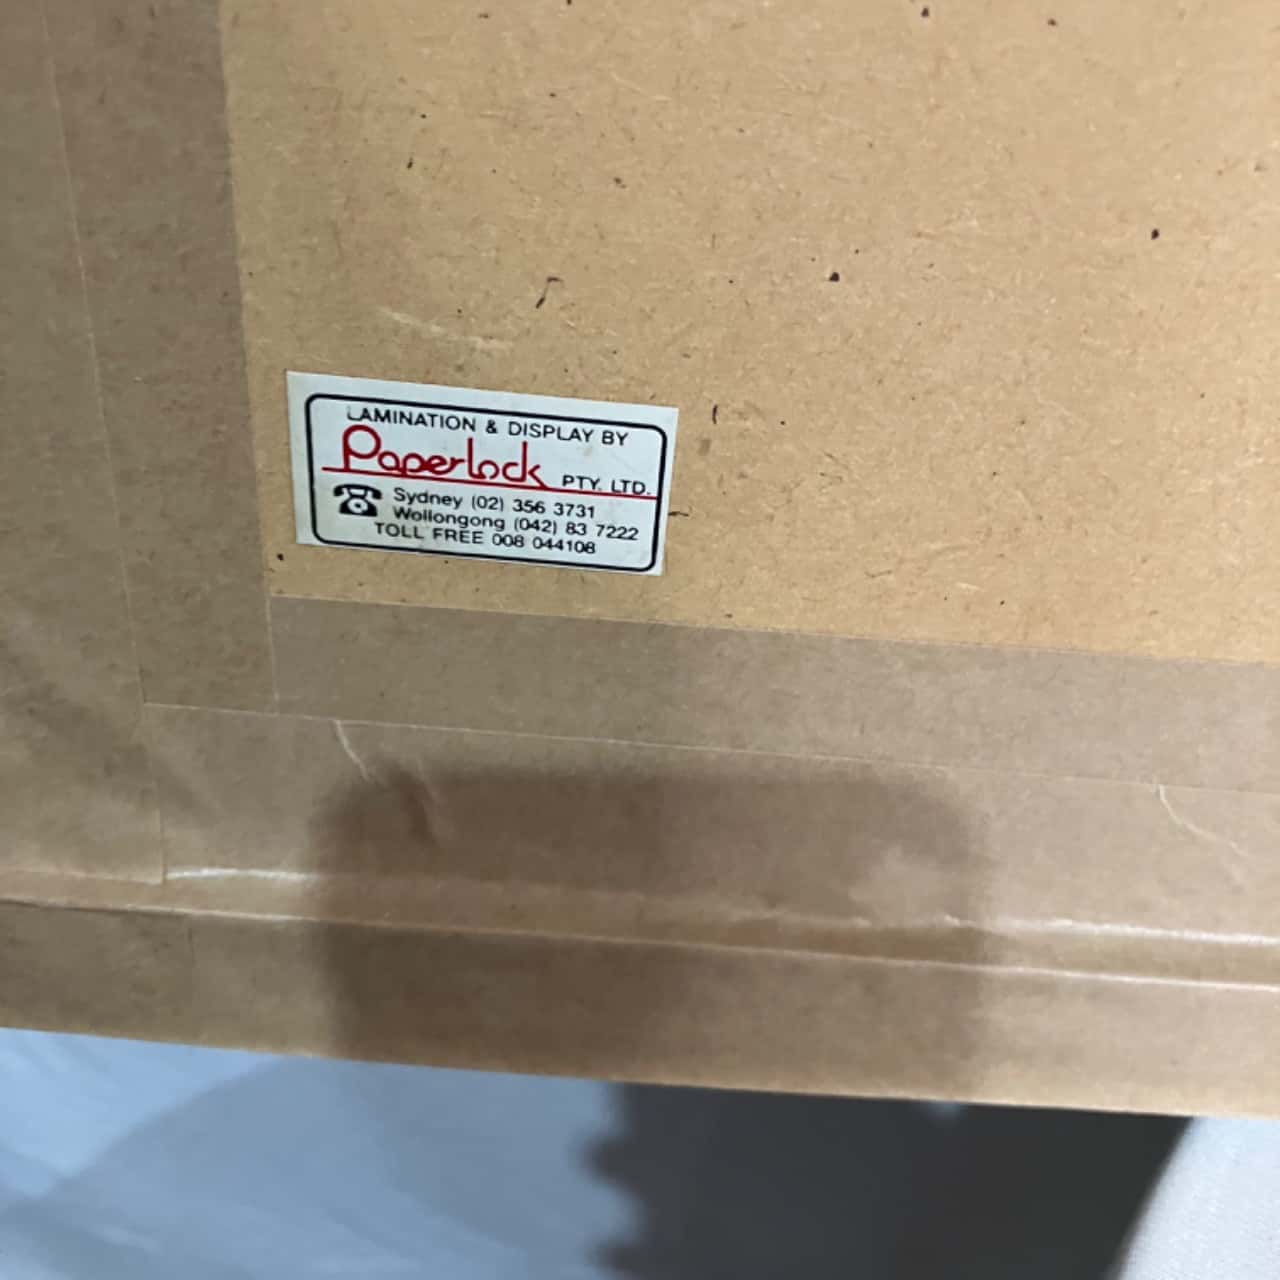 LAMINATION & DISPLAY BY
Paperlock PTY. LTD.
Sydney (02) 356 3731
Wollongong (042) 83 7222
TOLL FREE 008 044108